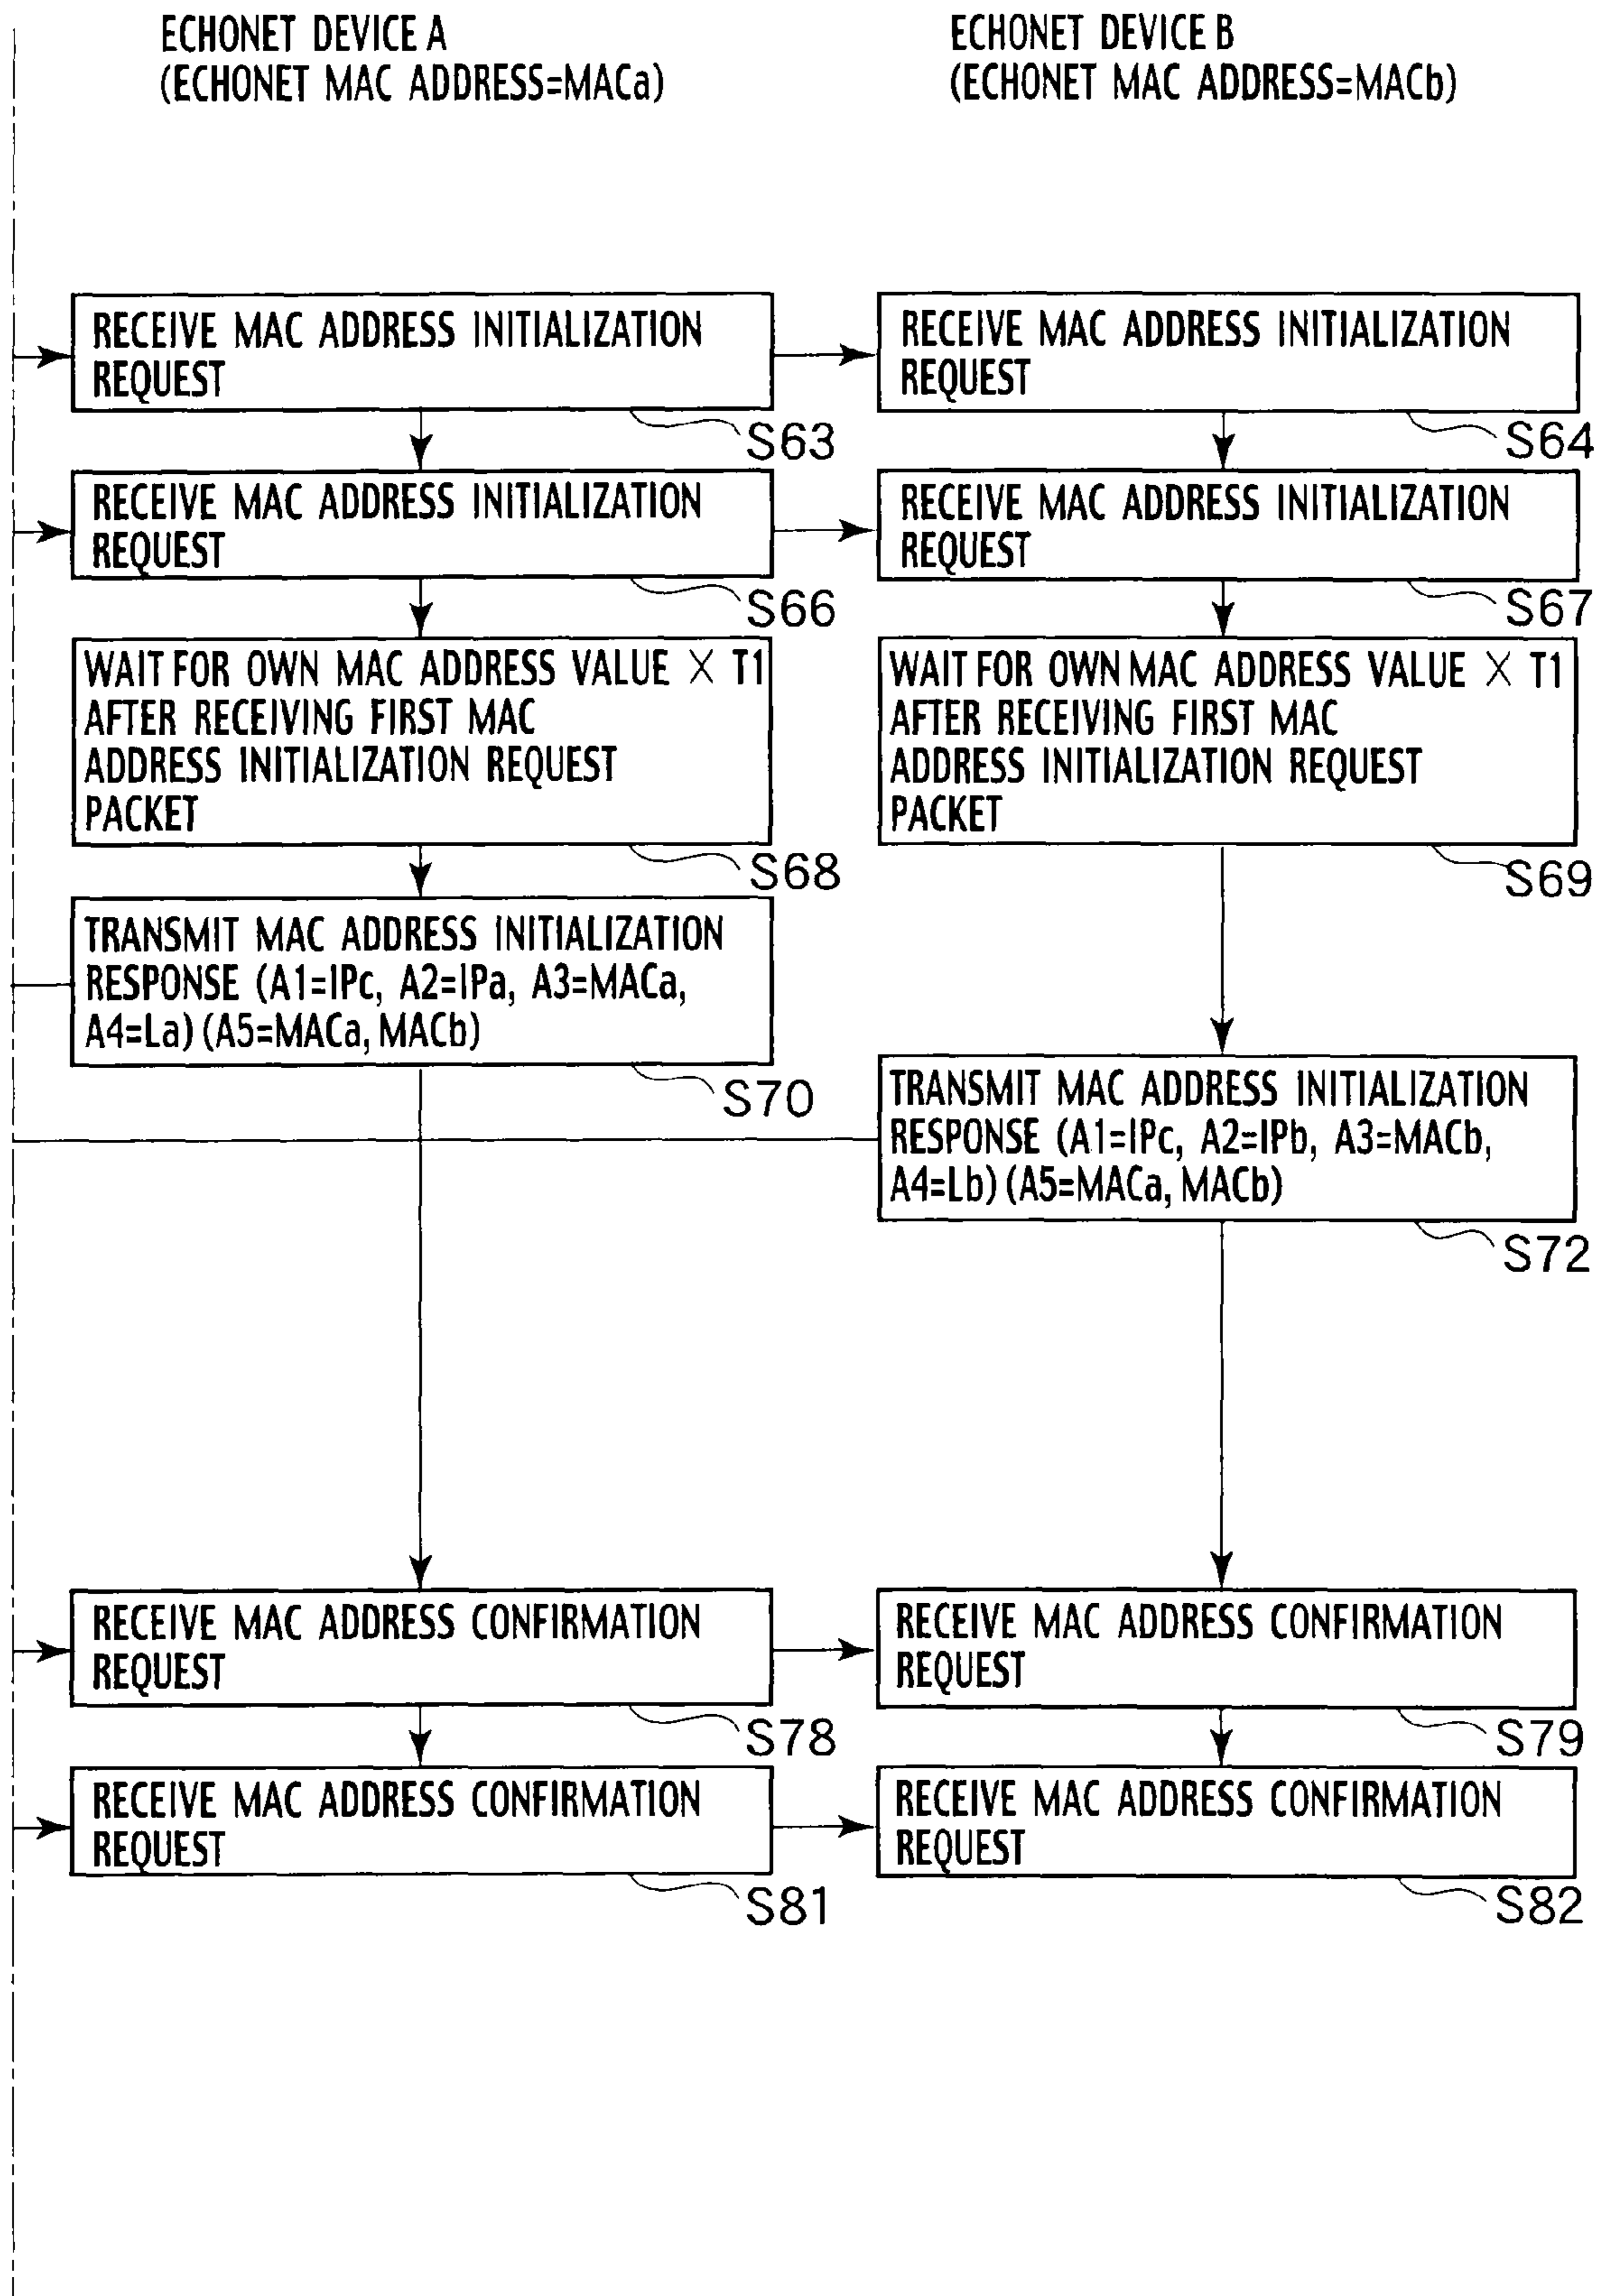 ECHONET DEVICE A
(ECHONET MAC ADDRESS=MACa)
ECHONET DEVICE B
(ECHONET MAC ADDRESS=MACb)
RECEIVE MAC ADDRESS INITIALIZATION
REQUEST
S63
RECEIVE MAC ADDRESS INITIALIZATION
REQUEST
S64
RECEIVE MAC ADDRESS INITIALIZATION
REQUEST
S66
RECEIVE MAC ADDRESS INITIALIZATION
REQUEST
S67
WAIT FOR OWN MAC ADDRESS VALUE × T1
AFTER RECEIVING FIRST MAC
ADDRESS INITIALIZATION REQUEST
PACKET
S68
WAIT FOR OWN MAC ADDRESS VALUE × T1
AFTER RECEIVING FIRST MAC
ADDRESS INITIALIZATION REQUEST
PACKET
S69
TRANSMIT MAC ADDRESS INITIALIZATION
RESPONSE (A1=IPc, A2=IPa, A3=MACa,
A4=La) (A5=MACa, MACb)
S70
TRANSMIT MAC ADDRESS INITIALIZATION
RESPONSE (A1=IPc, A2=IPb, A3=MACb,
A4=Lb) (A5=MACa, MACb)
S72
RECEIVE MAC ADDRESS CONFIRMATION
REQUEST
S78
RECEIVE MAC ADDRESS CONFIRMATION
REQUEST
S79
RECEIVE MAC ADDRESS CONFIRMATION
REQUEST
S81
RECEIVE MAC ADDRESS CONFIRMATION
REQUEST
S82